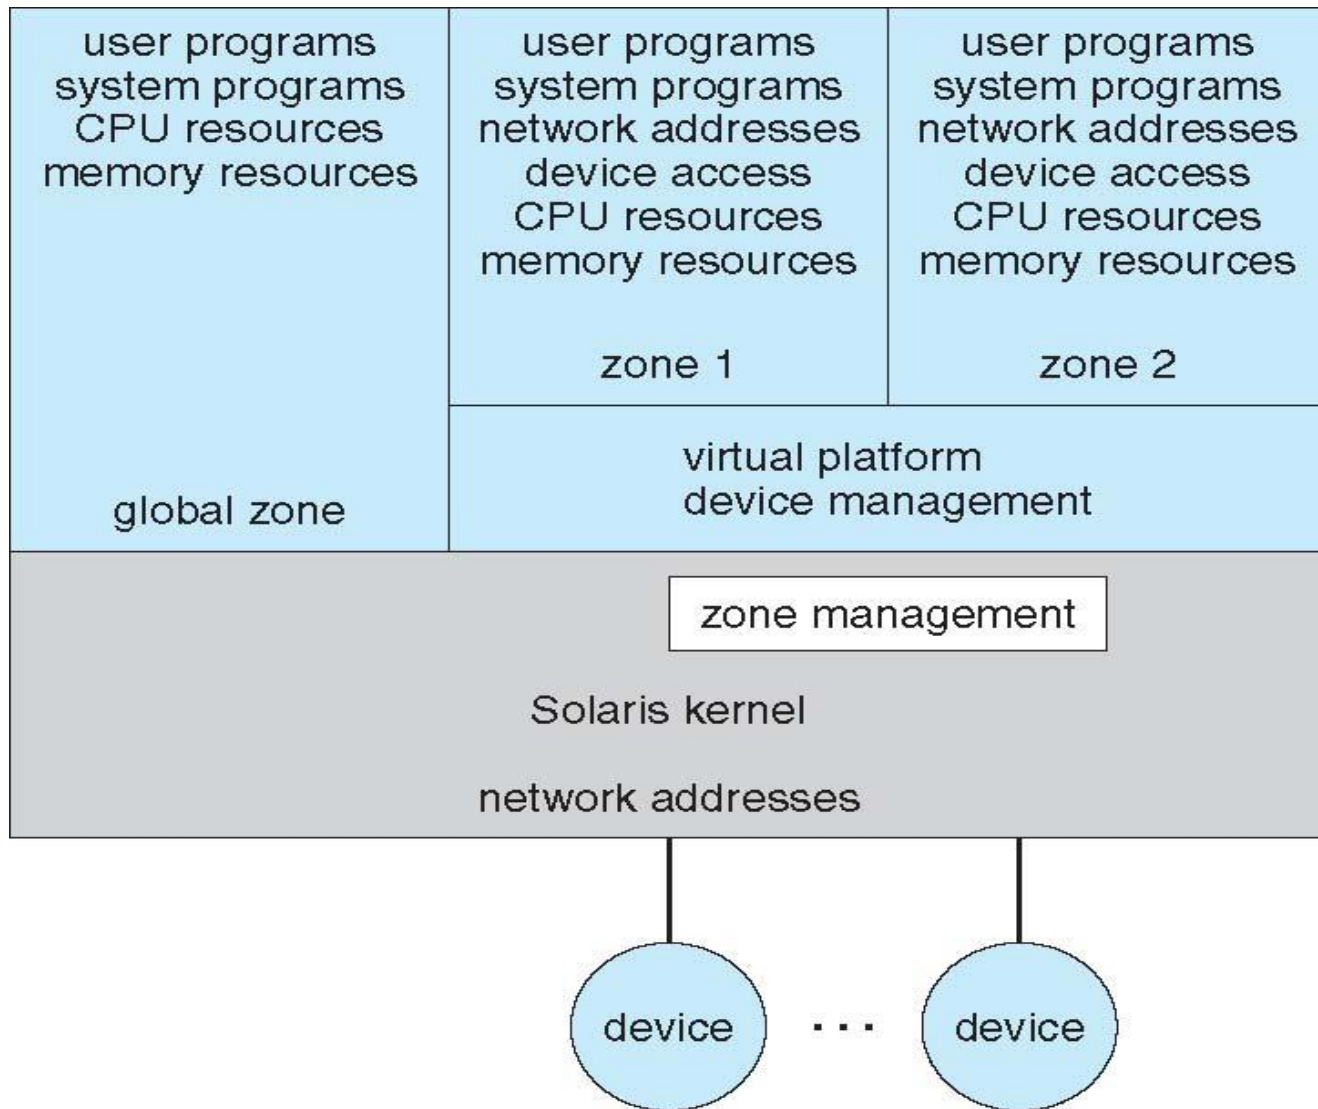 user programs
system programs
CPU resources
memory resources
global zone
user programs
system programs
network addresses
device access
CPU resources
memory resources
zone 1
user programs
system programs
network addresses
device access
CPU resources
memory resources
zone 2
virtual platform
device management
zone management
Solaris kernel
network addresses
device
...
device